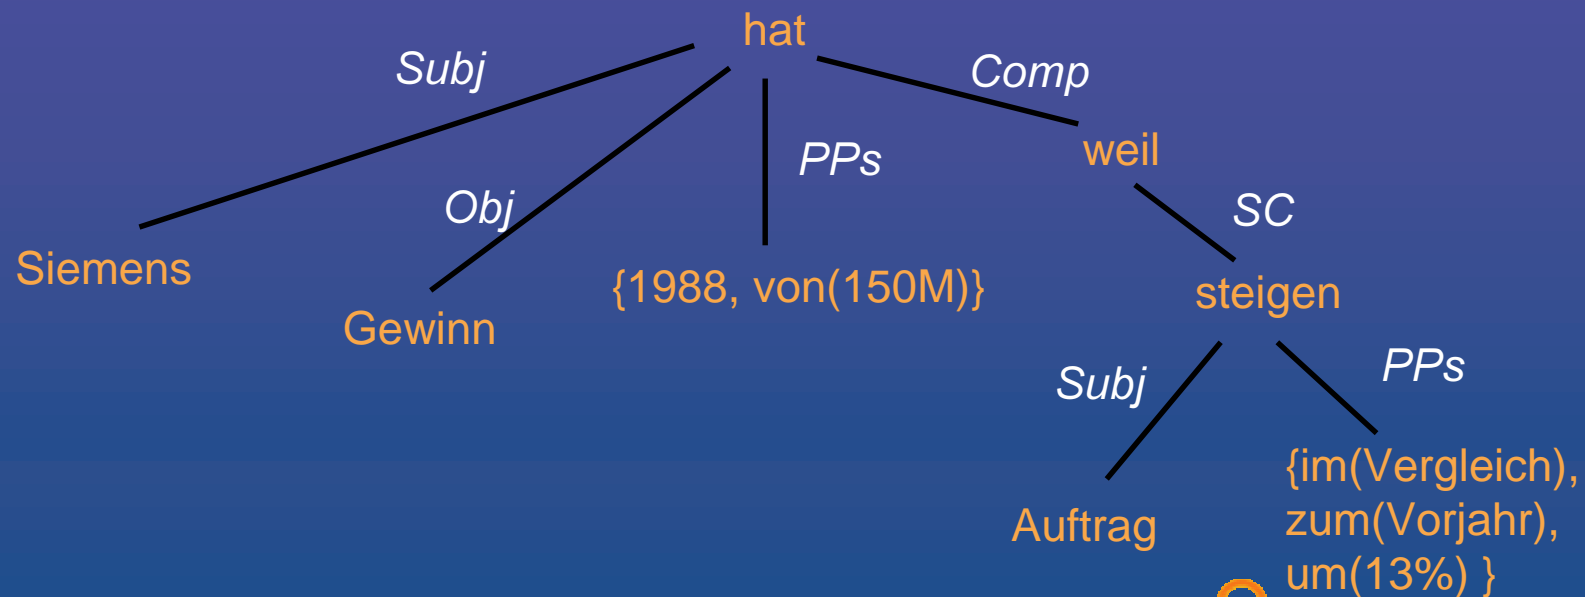 hat
Subj
Comp
weil
PPs
Obj
SC
Siemens
{1988, von(150M)}
steigen
Gewinn
Subj
PPs
Auftrag
{im(Vergleich),
zum(Vorjahr),
um(13%) }